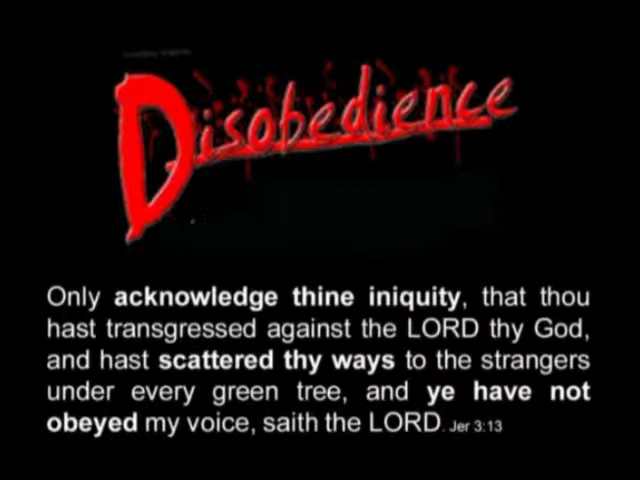 Disobedience
Only acknowledge thine iniquity, that thou
hast transgressed against the LORD thy God,
and hast scattered thy ways to the strangers
under every green tree, and ye have not
obeyed my voice, saith the LORD. Jer 3:13